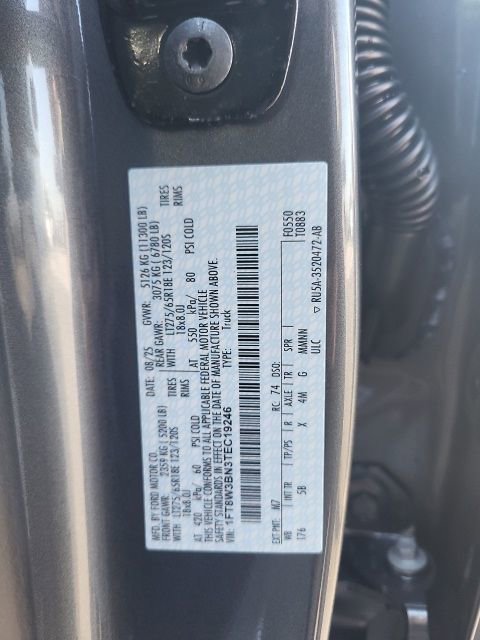 MFD. BY FORD MOTOR CO.
DATE: 08/25 GVWR: 5126 KG (11300 LB)
FRONT GAWR: 2359 KG (5200 LB)
REAR GAWR: 3075 KG (6780 LB)
WITH LT275/65R18E 123/120S TIRES
WITH LT275/65R18E 123/120S TIRES
18x8.0J RIMS
18x8.0J RIMS
AT 420 kPa/ 60 PSI COLD
AT 550 kPa/ 80 PSI COLD
THIS VEHICLE CONFORMS TO ALL APPLICABLE FEDERAL MOTOR VEHICLE
SAFETY STANDARDS IN EFFECT ON THE DATE OF MANUFACTURE SHOWN ABOVE.
VIN: 1FT8W3BN3TEC19246
TYPE: Truck
F0550
T0883
EXT PNT: M7 RC: 74 DSO:
WB INT TR TP/PS R AXLE TR SPR
176 5B X 4M G MMNN
ULC
▽ RU5A-3520472-AB